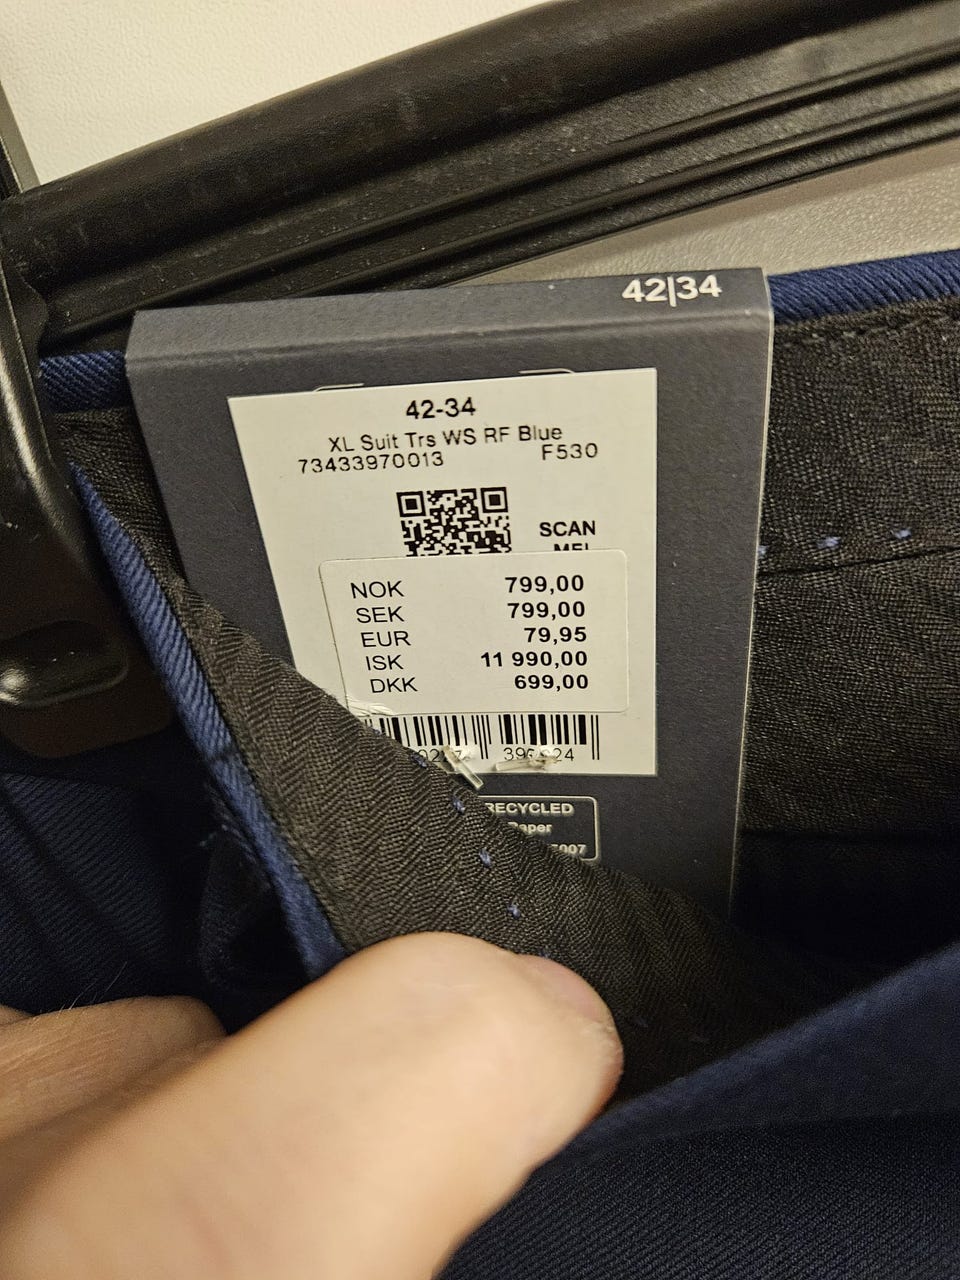 42|34
42-34
XL Suit Trs WS RF Blue
73433970013 F530
SCAN
NOK 799,00
SEK 799,00
EUR 79,95
ISK 11 990,00
DKK 699,00
RECYCLED
Paper